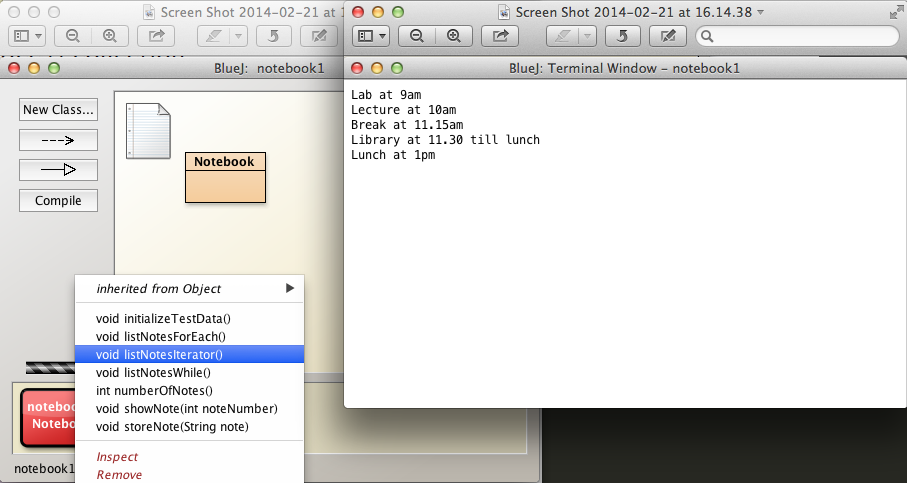 Screen Shot 2014-02-21 at 1
Screen Shot 2014-02-21 at 16.14.38
BlueJ: notebook1
BlueJ: Terminal Window – notebook1
New Class...
Compile
Notebook
Lab at 9am
Lecture at 10am
Break at 11.15am
Library at 11.30 till lunch
Lunch at 1pm
inherited from Object
void initializeTestData()
void listNotesForEach()
void listNotesIterator()
void listNotesWhile()
int numberOfNotes()
void showNote(int noteNumber)
void storeNote(String note)
Inspect
Remove
noteboo
Notebo
notebook1